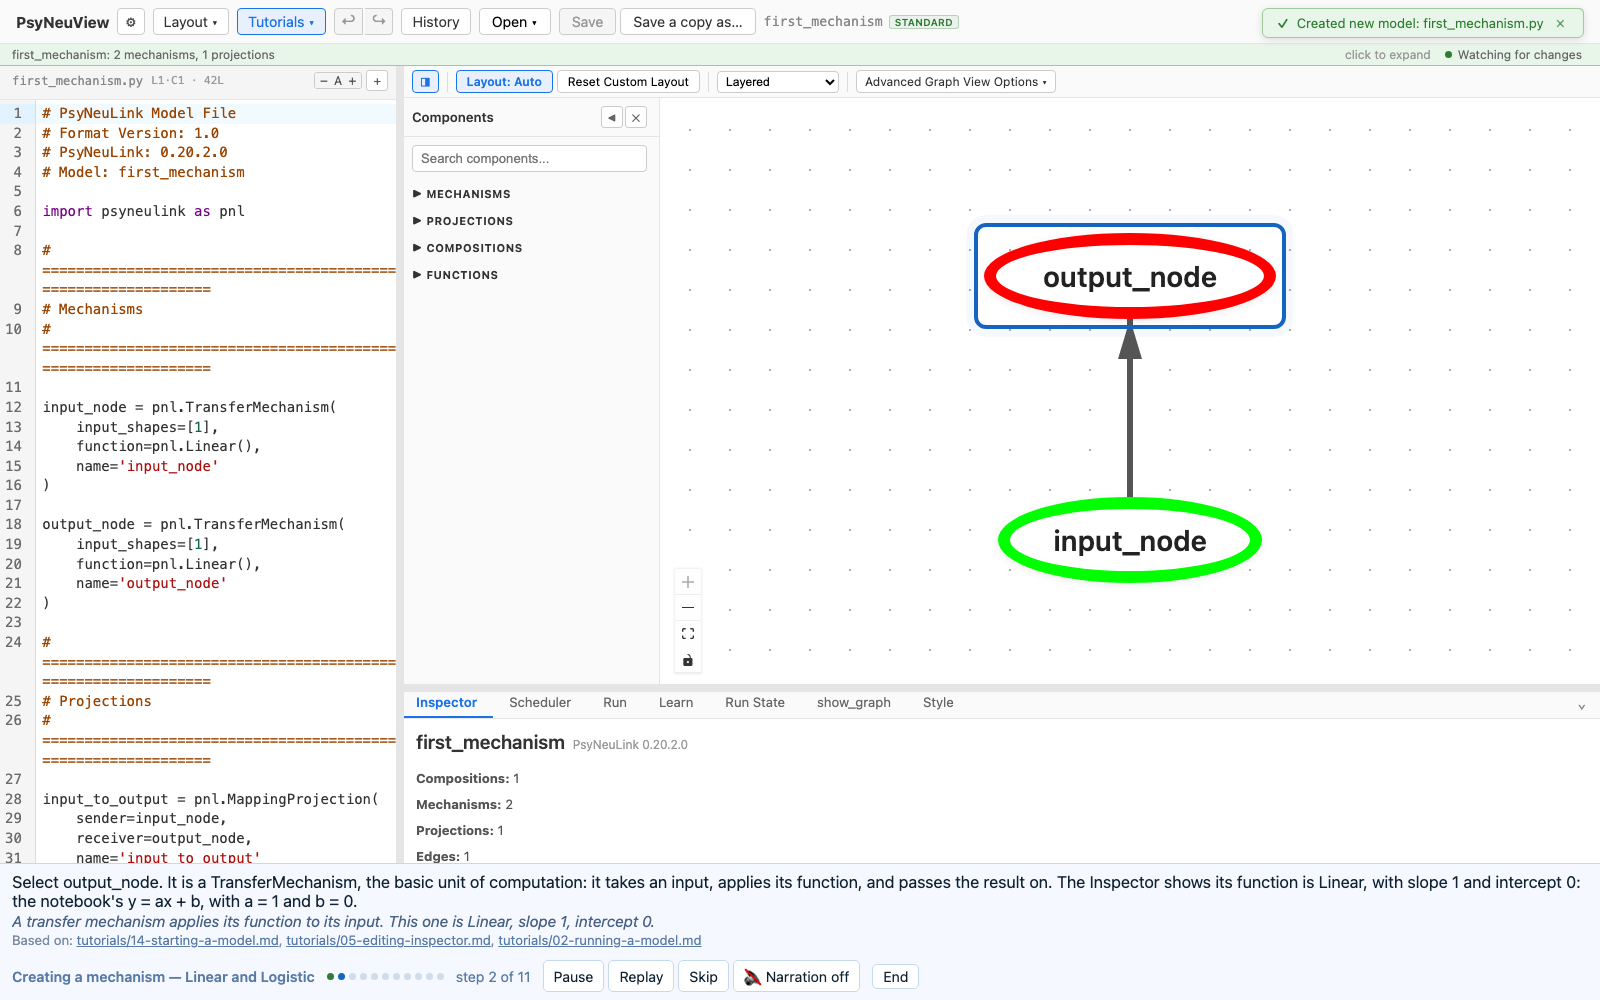 PsyNeuView
Layout ▾
Tutorials ▾
History
Open ▾
Save
Save a copy as...
first_mechanism
STANDARD
✓ Created new model: first_mechanism.py ×
first_mechanism: 2 mechanisms, 1 projections
click to expand
Watching for changes
first_mechanism.py L1·C1 · 42L
− A +
+
Layout: Auto
Reset Custom Layout
Layered
Advanced Graph View Options ▾
1 # PsyNeuLink Model File
2 # Format Version: 1.0
3 # PsyNeuLink: 0.20.2.0
4 # Model: first_mechanism
5
6 import psyneulink as pnl
7
8 #
==========================================
====================
9 # Mechanisms
10 #
==========================================
====================
11
12 input_node = pnl.TransferMechanism(
13 input_shapes=[1],
14 function=pnl.Linear(),
15 name='input_node'
16 )
17
18 output_node = pnl.TransferMechanism(
19 input_shapes=[1],
20 function=pnl.Linear(),
21 name='output_node'
22 )
23
24 #
==========================================
====================
25 # Projections
26 #
==========================================
====================
27
28 input_to_output = pnl.MappingProjection(
29 sender=input_node,
30 receiver=output_node,
31 name='input_to_output'
Components
Search components...
▶ MECHANISMS
▶ PROJECTIONS
▶ COMPOSITIONS
▶ FUNCTIONS
output_node
input_node
Inspector
Scheduler
Run
Learn
Run State
show_graph
Style
first_mechanism PsyNeuLink 0.20.2.0
Compositions: 1
Mechanisms: 2
Projections: 1
Edges: 1
Select output_node. It is a TransferMechanism, the basic unit of computation: it takes an input, applies its function, and passes the result on. The Inspector shows its function is Linear, with slope 1 and intercept 0:
the notebook's y = ax + b, with a = 1 and b = 0.
A transfer mechanism applies its function to its input. This one is Linear, slope 1, intercept 0.
Based on: tutorials/14-starting-a-model.md, tutorials/05-editing-inspector.md, tutorials/02-running-a-model.md
Creating a mechanism — Linear and Logistic
step 2 of 11
Pause
Replay
Skip
Narration off
End